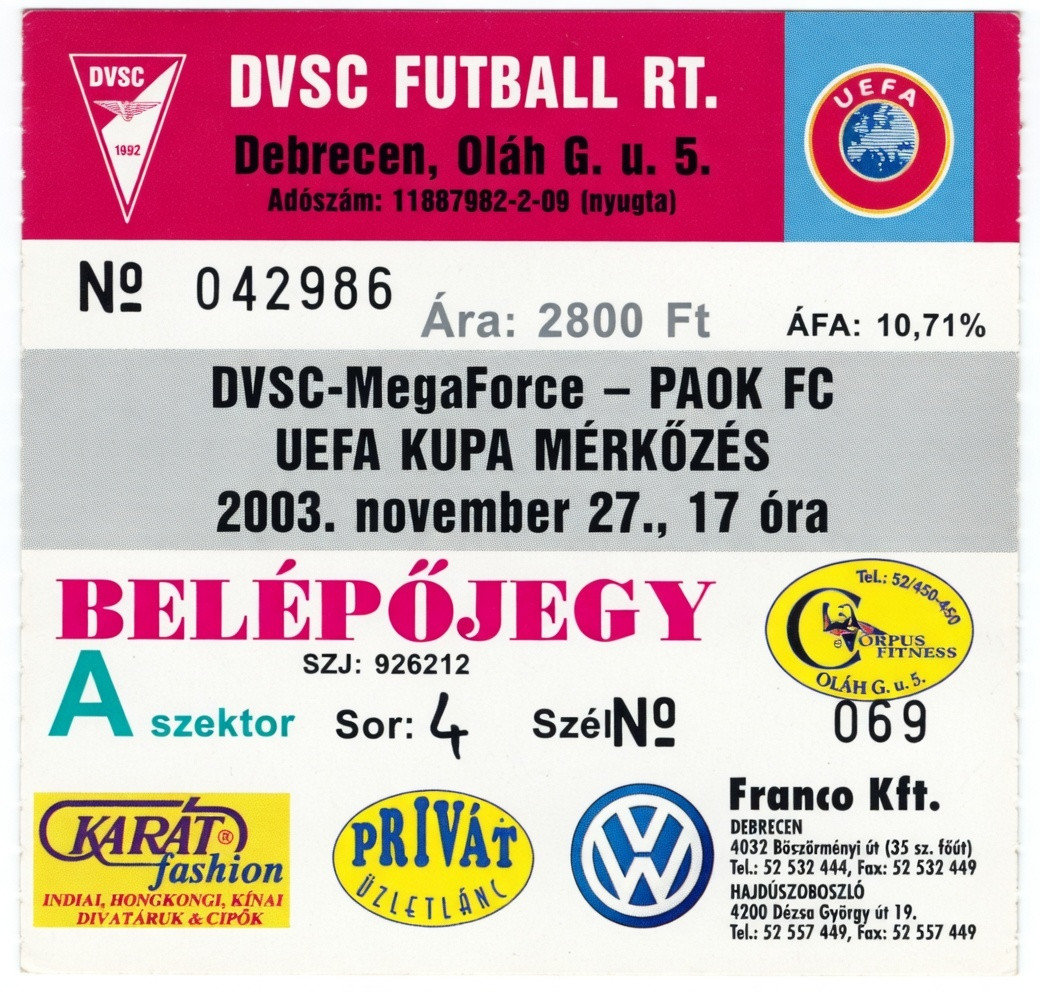 DVSC
1992
DVSC FUTBALL RT.
Debrecen, Oláh G. u. 5.
Adószám: 11887982-2-09 (nyugta)
UEFA
Nº 042986
Ára: 2800 Ft
ÁFA: 10,71%
DVSC-MegaForce – PAOK FC
UEFA KUPA MÉRKŐZÉS
2003. november 27., 17 óra
BELÉPŐJEGY
SZJ: 926212
A szektor
Sor: 4
Szél Nº 069
Tel.: 52/450-450
CORPUS
FITNESS
OLÁH G. u. 5.
KARÁT ®
fashion
INDIAI, HONGKONGI, KÍNAI
DIVATÁRUK & CIPŐK
PRIVÁT
ÜZLETLÁNC
VW
Franco Kft.
DEBRECEN
4032 Böszörményi út (35 sz. főút)
Tel.: 52 532 444, Fax: 52 532 449
HAJDÚSZOBOSZLÓ
4200 Dézsa György út 19.
Tel.: 52 557 449, Fax: 52 557 449